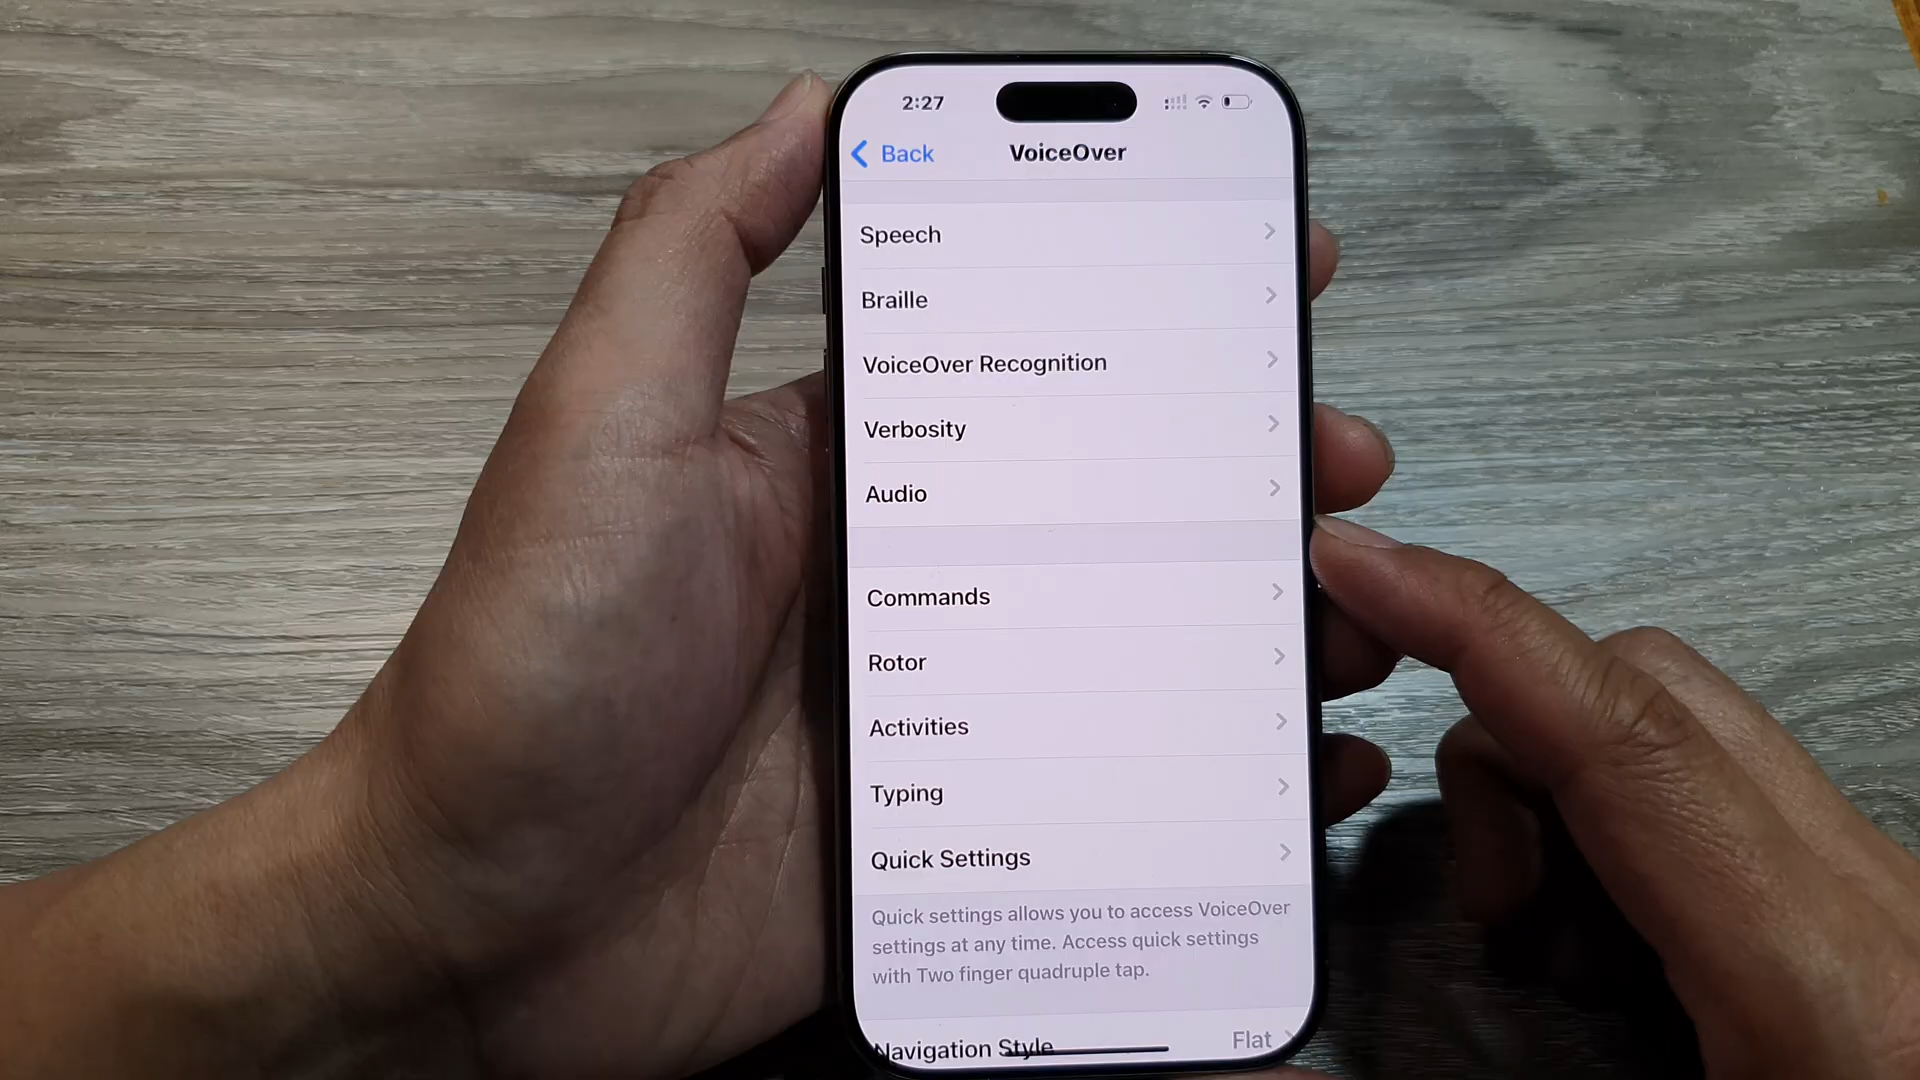 2:27
Back
VoiceOver
Speech
Braille
VoiceOver Recognition
Verbosity
Audio
Commands
Rotor
Activities
Typing
Quick Settings
Quick settings allows you to access VoiceOver
settings at any time. Access quick settings
with Two finger quadruple tap.
Navigation Style Flat